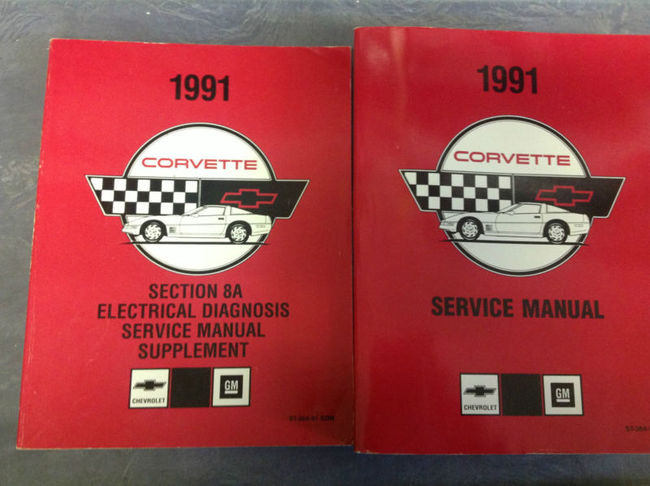 1991
CORVETTE
SECTION 8A
ELECTRICAL DIAGNOSIS
SERVICE MANUAL
SUPPLEMENT
CHEVROLET
GM
1991
CORVETTE
SERVICE MANUAL
CHEVROLET
GM